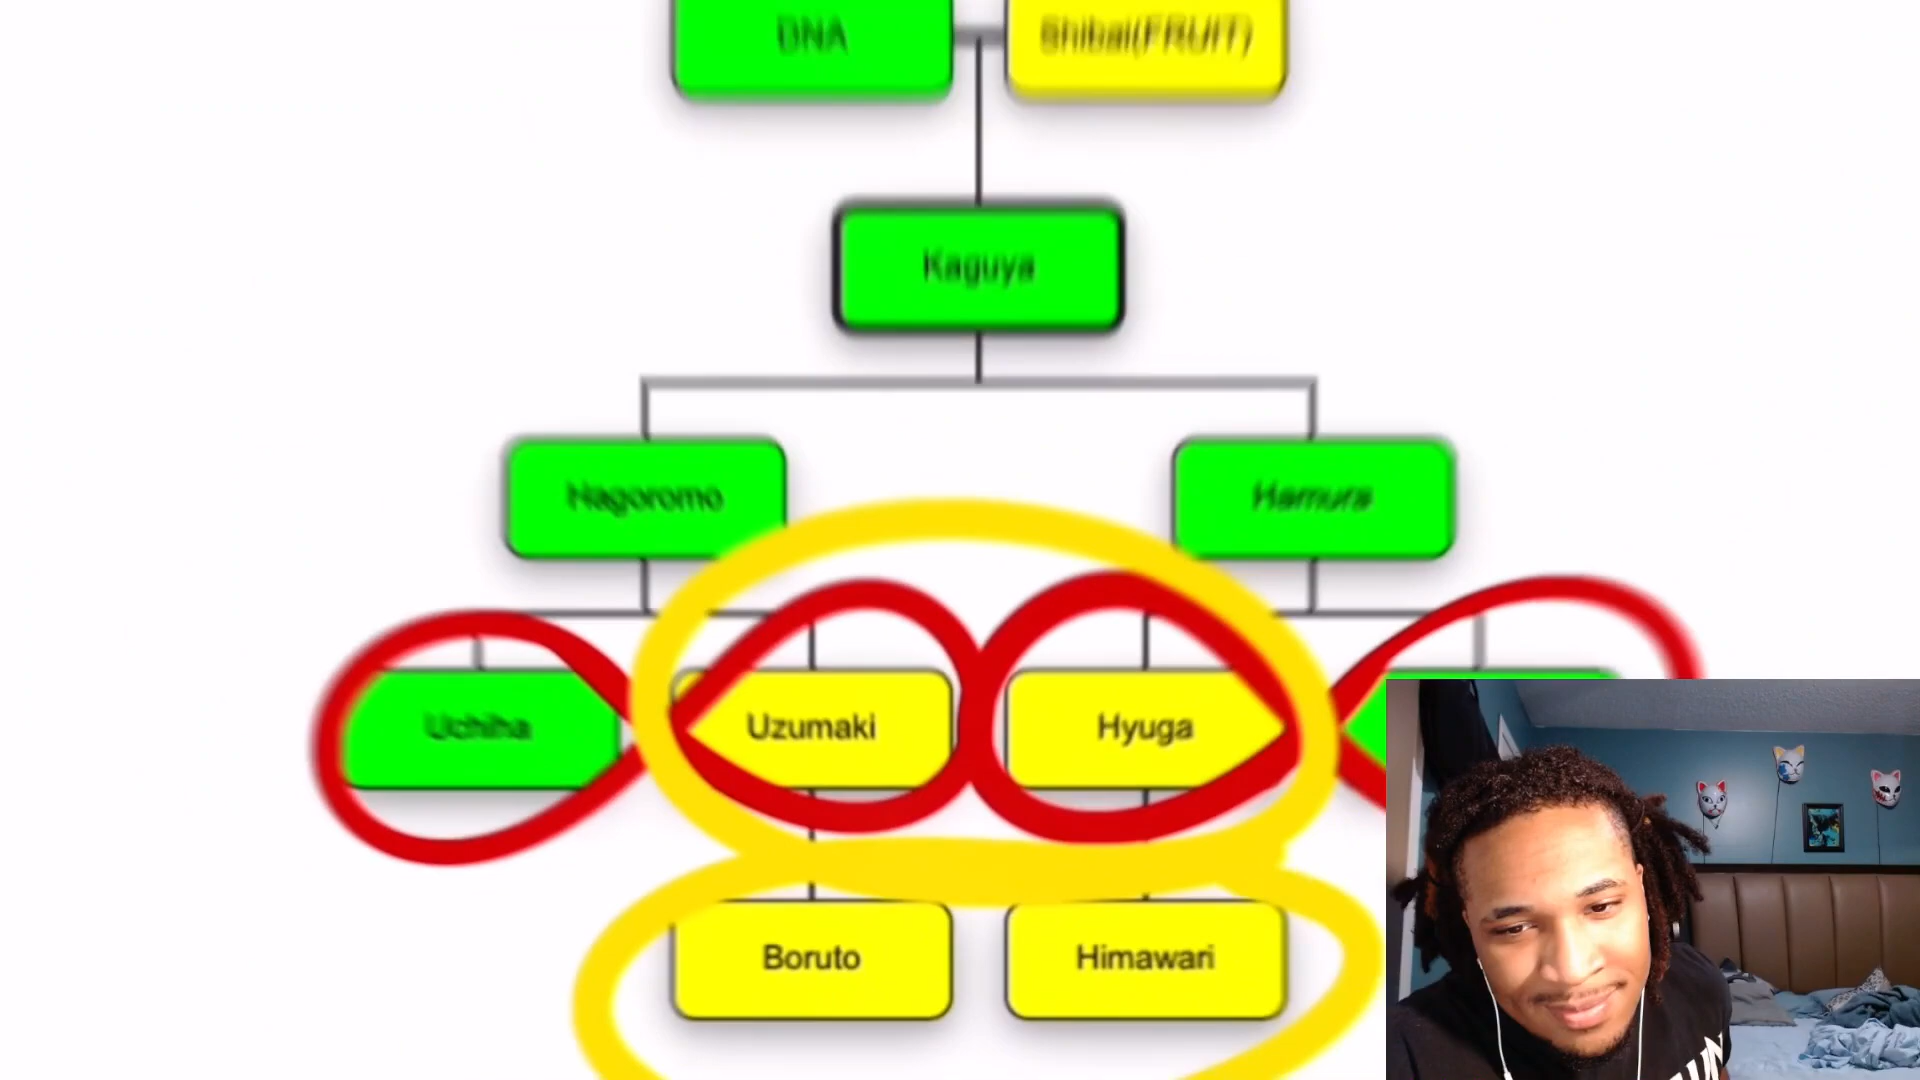 DNA
Shibai(FRUIT)
Kaguya
Hagoromo
Hamura
Uchiha
Uzumaki
Hyuga
Boruto
Himawari